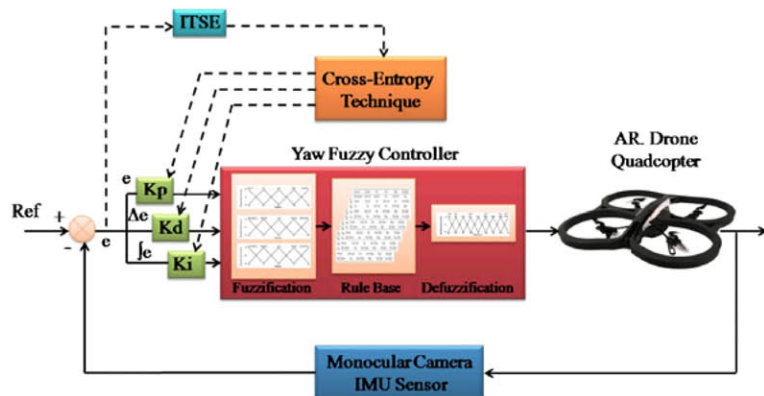 ITSE
Cross-Entropy
Technique
Yaw Fuzzy Controller
AR. Drone
Quadcopter
e
Kp
Ref
+
-
e
Δe
Kd
∫e
Ki
Fuzzification
Rule Base
Defuzzification
Monocular Camera
IMU Sensor